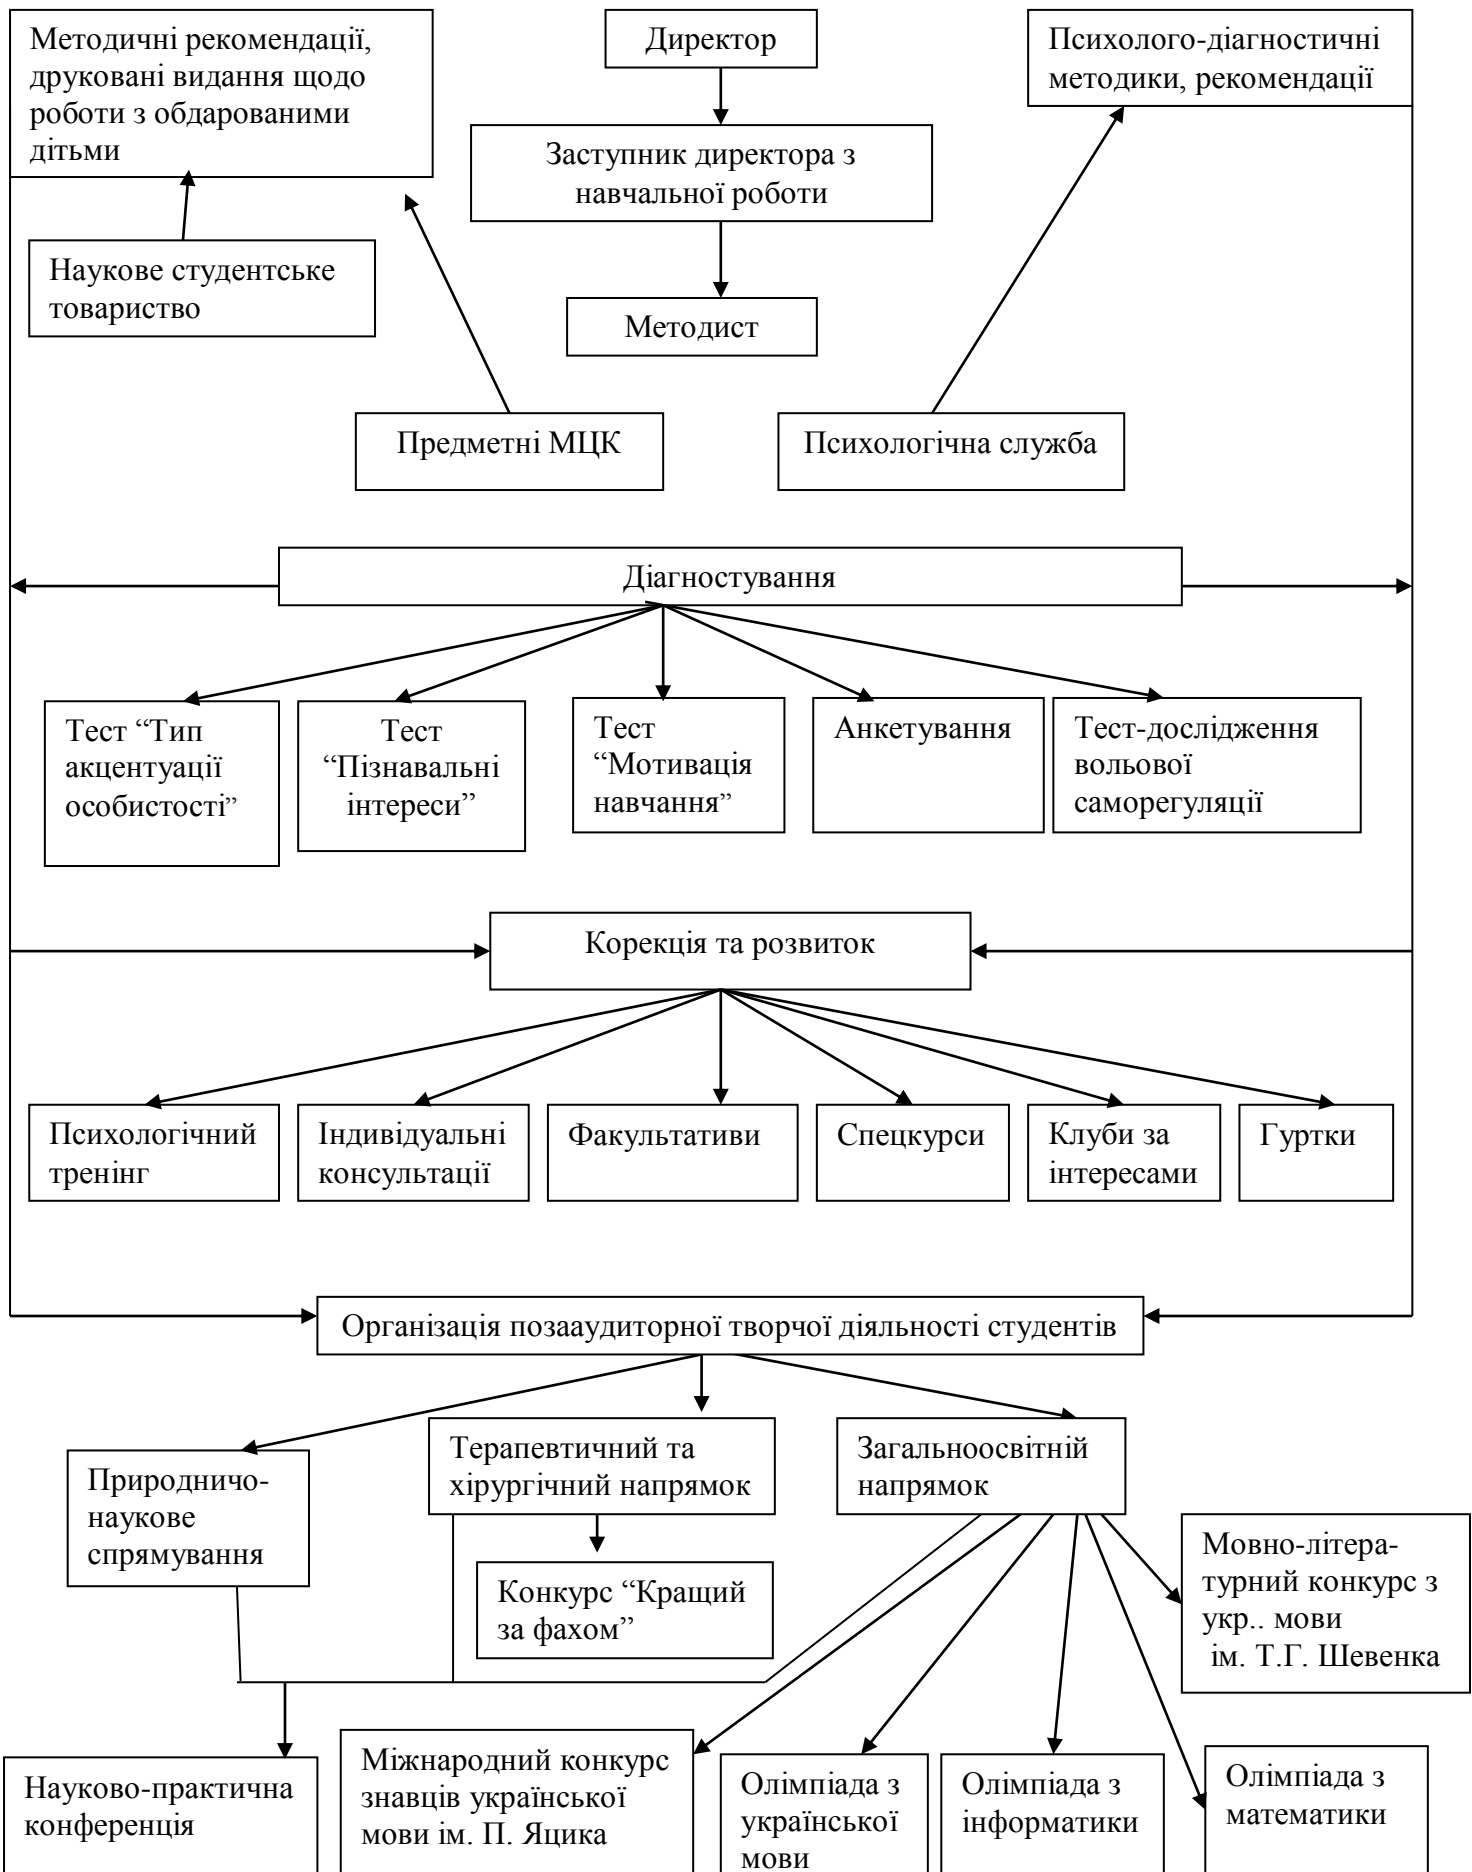 Методичні рекомендації,
друковані видання щодо
роботи з обдарованими
дітьми
Директор
Психолого-діагностичні
методики, рекомендації
Заступник директора з
навчальної роботи
Наукове студентське
товариство
Методист
Предметні МЦК
Психологічна служба
Діагностування
Тест “Тип
акцентуації
особистості”
Тест
“Пізнавальні
інтереси”
Тест
“Мотивація
навчання”
Анкетування
Тест-дослідження
вольової
саморегуляції
Корекція та розвиток
Психологічний
тренінг
Індивідуальні
консультації
Факультативи
Спецкурси
Клуби за
інтересами
Гуртки
Організація позааудиторної творчої діяльності студентів
Природничо-
наукове
спрямування
Терапевтичний та
хірургічний напрямок
Загальноосвітній
напрямок
Конкурс “Кращий
за фахом”
Мовно-літера-
турний конкурс з
укр.. мови
ім. Т.Г. Шевенка
Науково-практична
конференція
Міжнародний конкурс
знавців української
мови ім. П. Яцика
Олімпіада з
української
мови
Олімпіада з
інформатики
Олімпіада з
математики